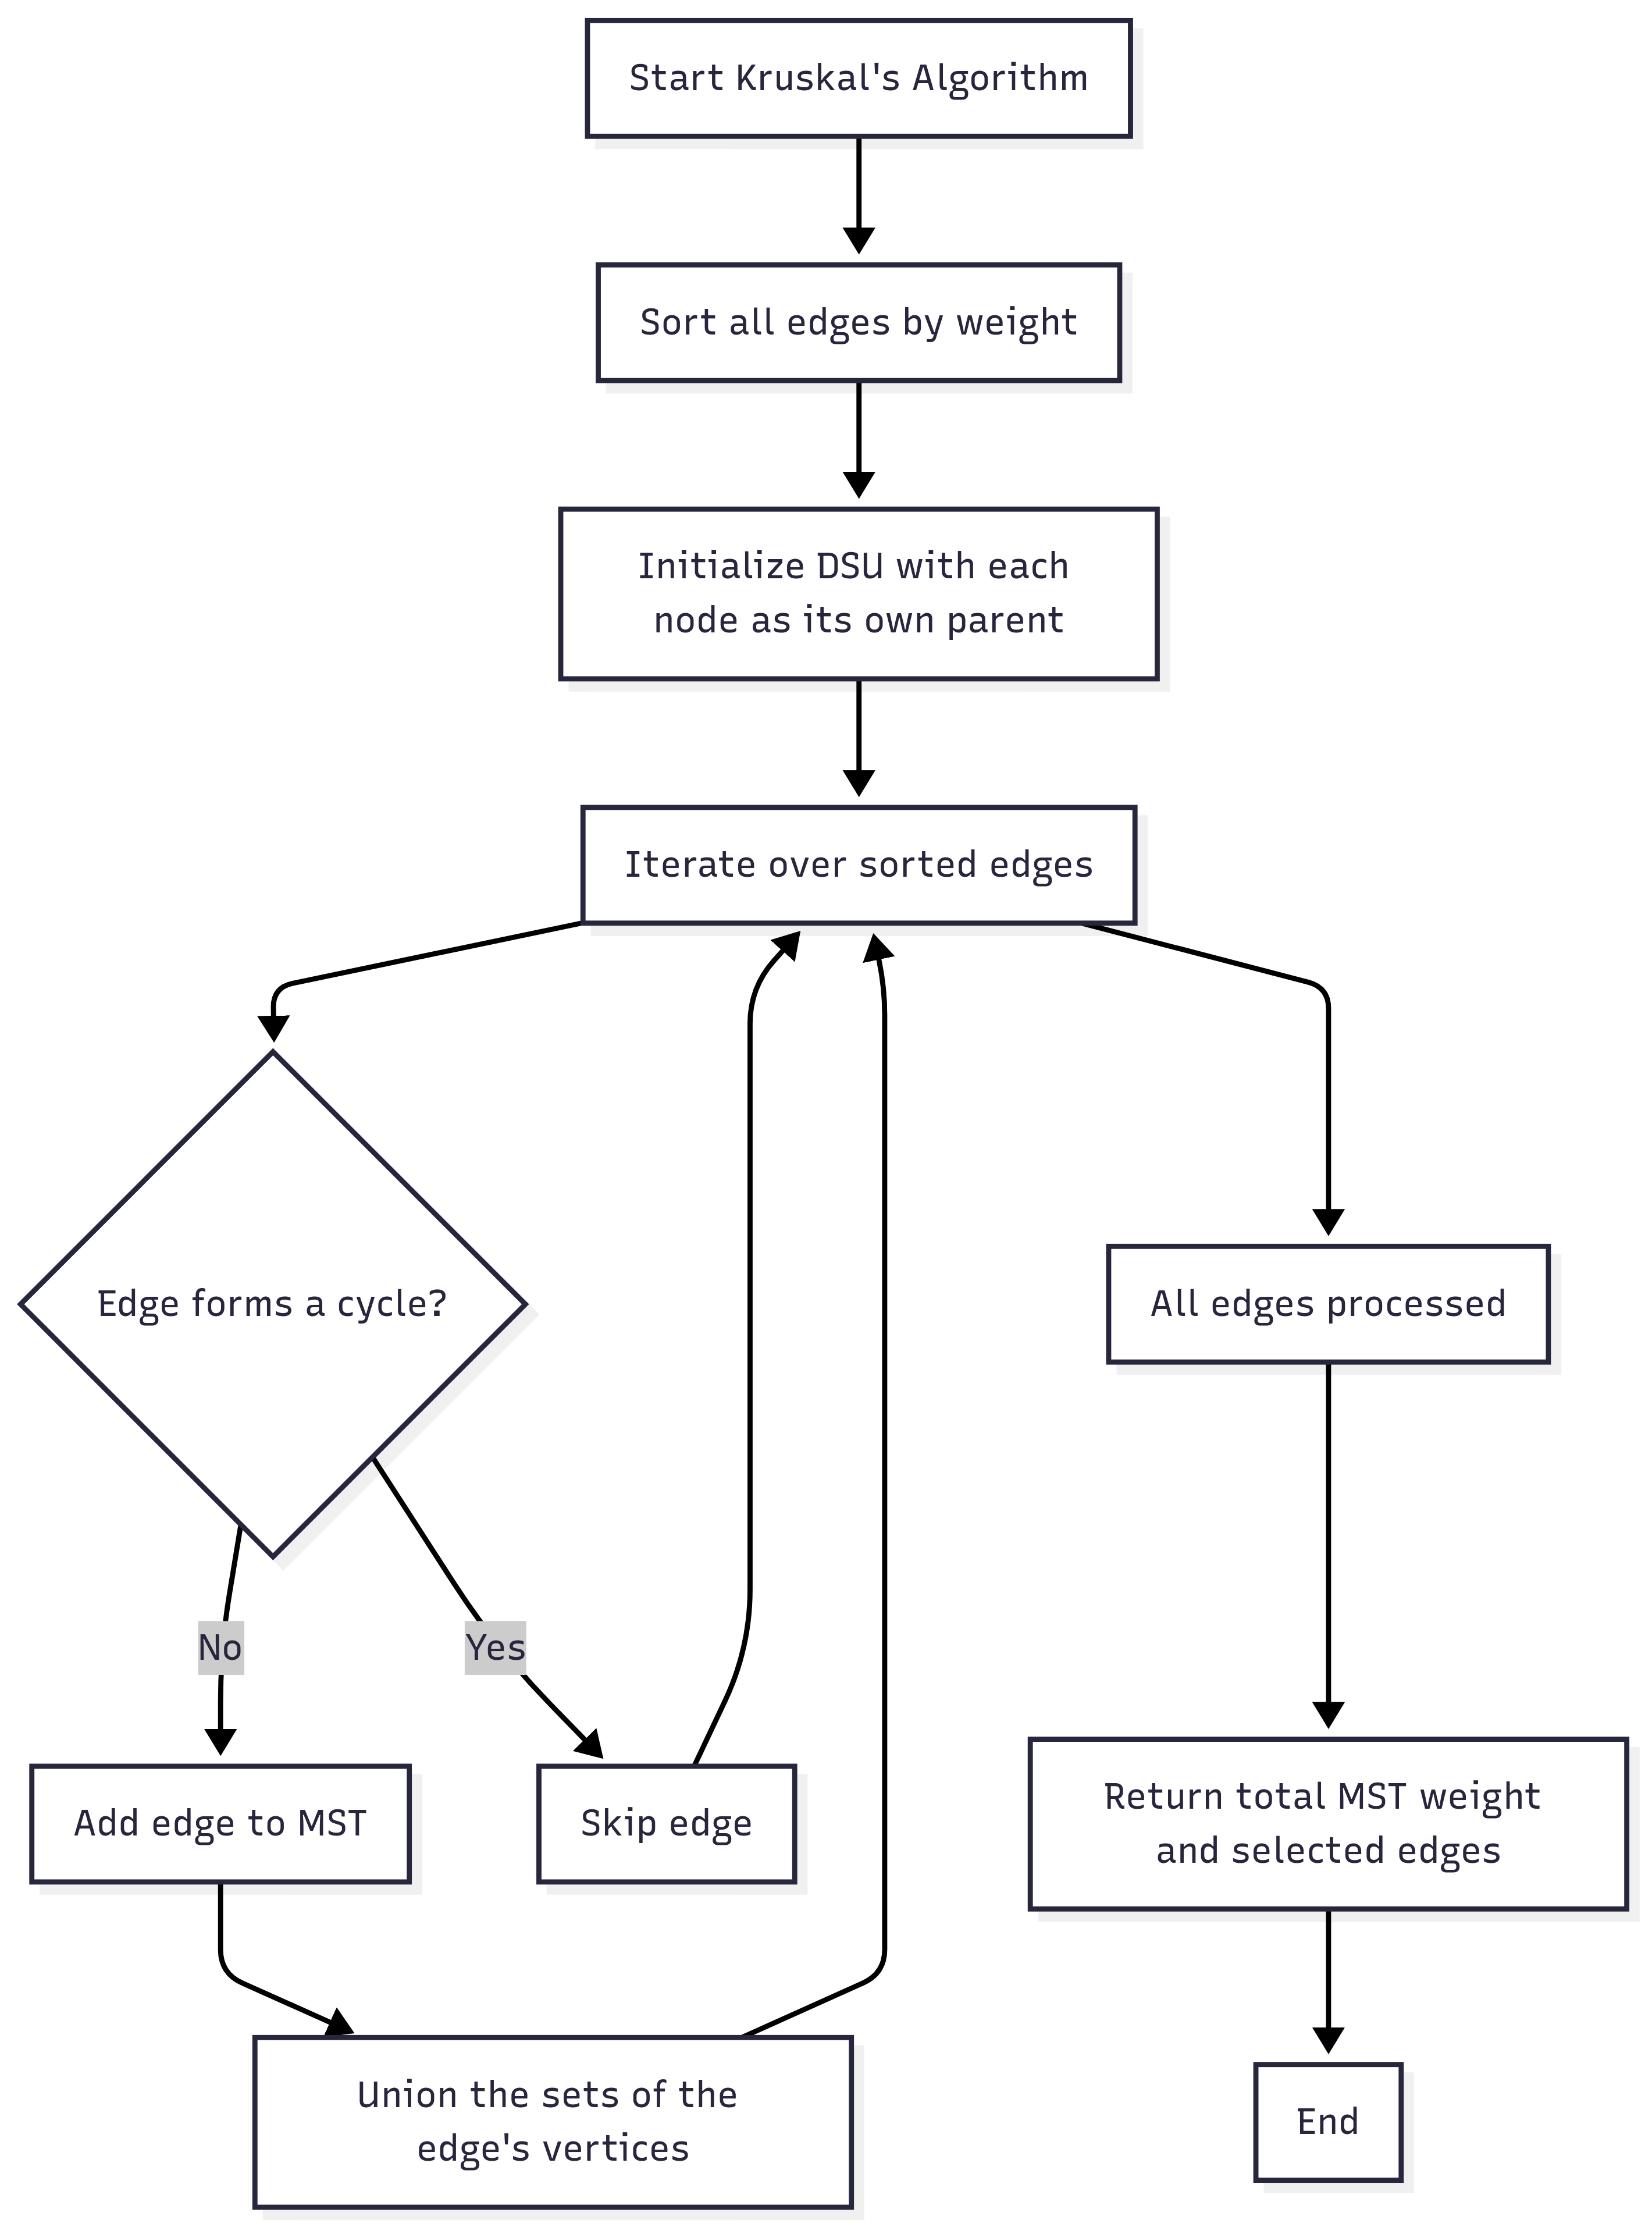 Start Kruskal's Algorithm
Sort all edges by weight
Initialize DSU with each
node as its own parent
Iterate over sorted edges
Edge forms a cycle?
All edges processed
No
Yes
Add edge to MST
Skip edge
Return total MST weight
and selected edges
Union the sets of the
edge's vertices
End